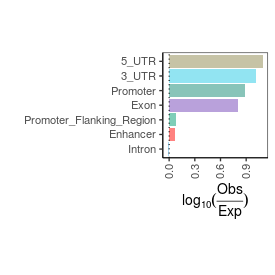 5_UTR
3_UTR
Promoter
Exon
Promoter_Flanking_Region
Enhancer
Intron
0.0
0.3
0.6
0.9
log10(Obs/Exp)